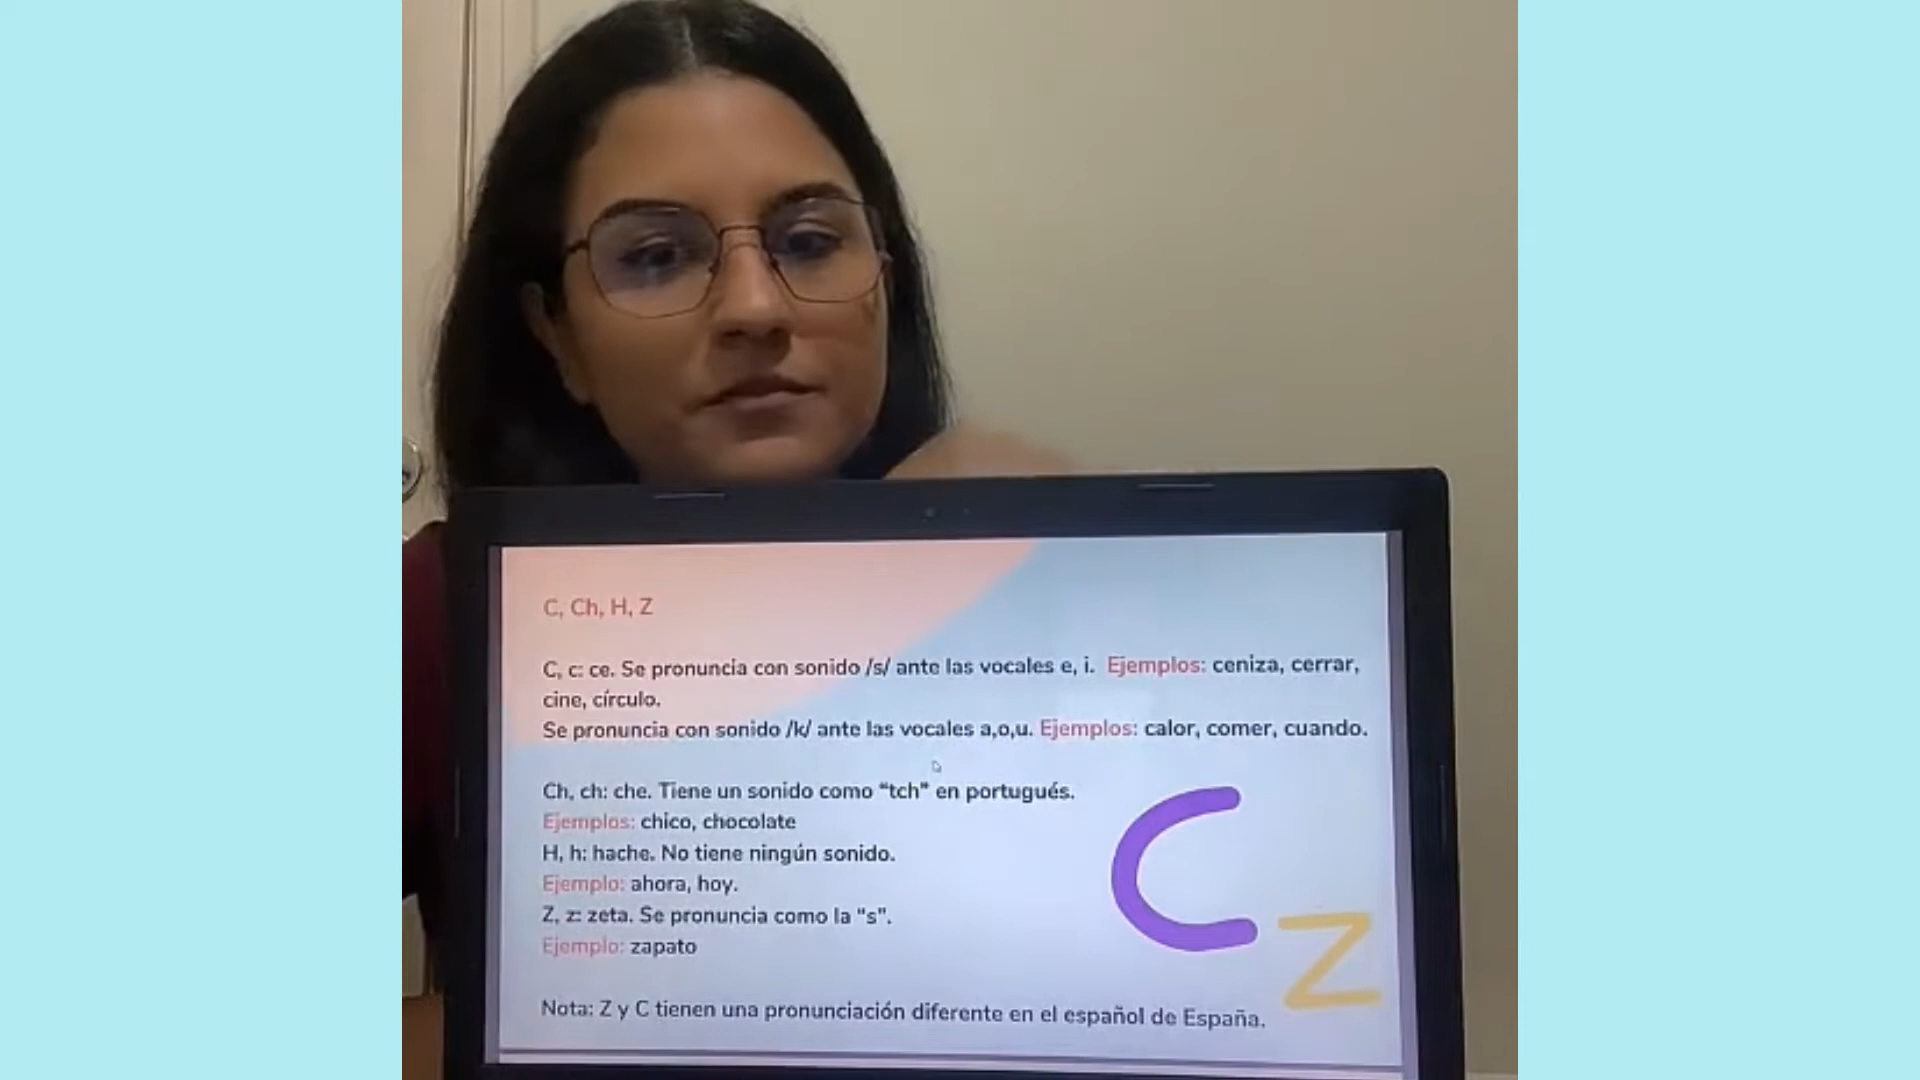 C, Ch, H, Z
C, c: ce. Se pronuncia con sonido /s/ ante las vocales e, i. Ejemplos: ceniza, cerrar,
cine, círculo.
Se pronuncia con sonido /k/ ante las vocales a,o,u. Ejemplos: calor, comer, cuando.
Ch, ch: che. Tiene un sonido como “tch” en portugués.
Ejemplos: chico, chocolate
H, h: hache. No tiene ningún sonido.
Ejemplo: ahora, hoy.
Z, z: zeta. Se pronuncia como la “s”.
Ejemplo: zapato
C
Z
Nota: Z y C tienen una pronunciación diferente en el español de España.